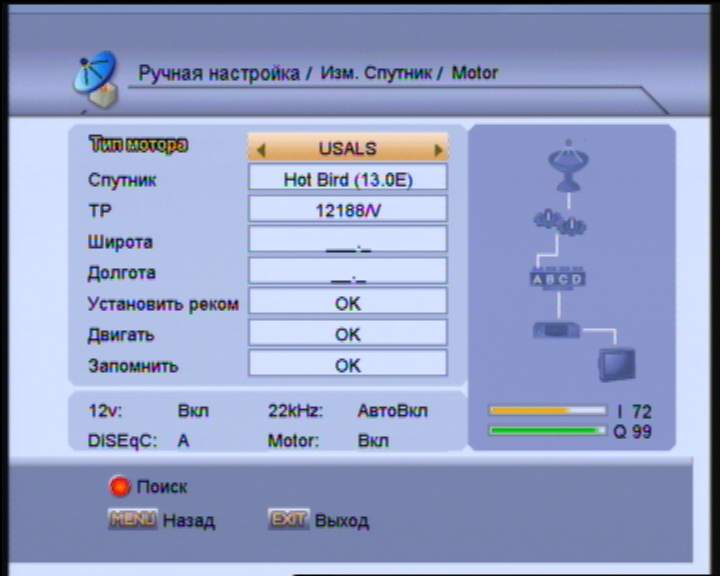 Ручная настройка / Изм. Спутник / Motor
Тип мотора USALS
Спутник Hot Bird (13.0E)
TP 12188/V
Широта ___._
Долгота __._
Установить реком OK
Двигать OK
Запомнить OK
A B C D
12v: Вкл 22kHz: АвтоВкл
DiSEqC: A Motor: Вкл
I 72
Q 99
Поиск
MENU Назад EXIT Выход